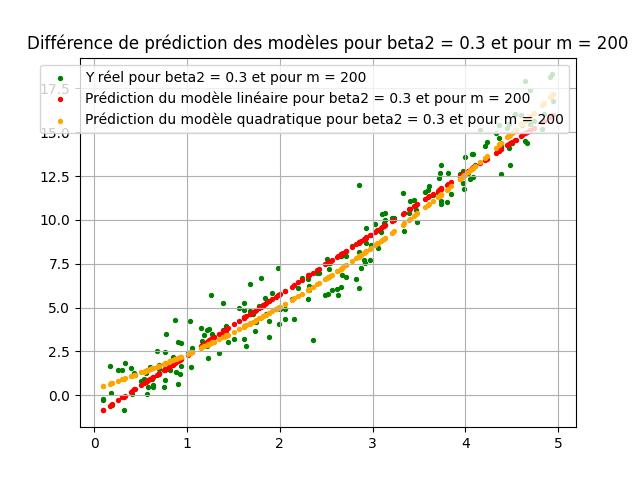 Différence de prédiction des modèles pour beta2 = 0.3 et pour m = 200
Y réel pour beta2 = 0.3 et pour m = 200
Prédiction du modèle linéaire pour beta2 = 0.3 et pour m = 200
Prédiction du modèle quadratique pour beta2 = 0.3 et pour m = 200
17.5
15.0
12.5
10.0
7.5
5.0
2.5
0.0
0 1 2 3 4 5